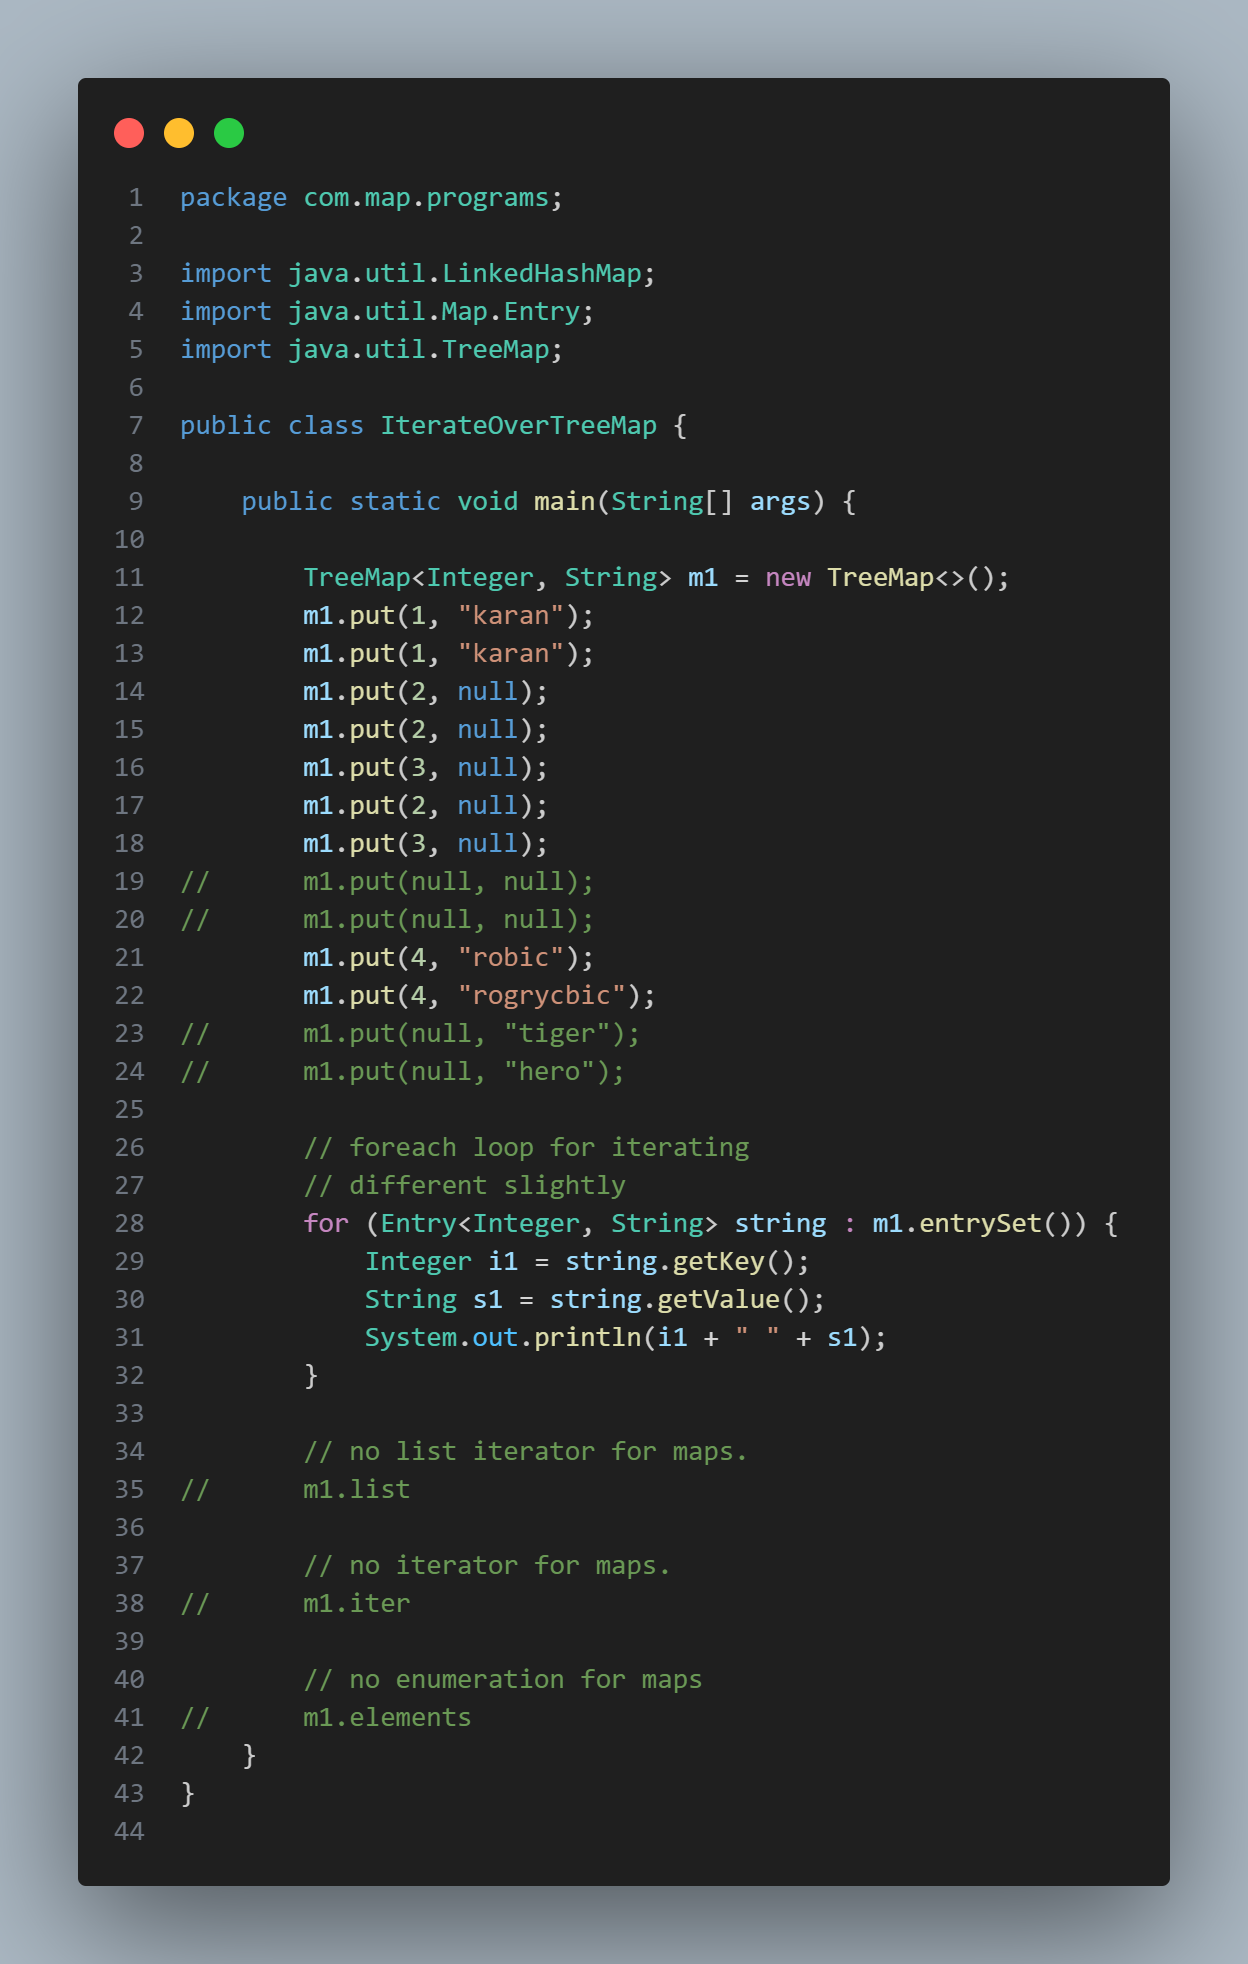 1 package com.map.programs;
2
3 import java.util.LinkedHashMap;
4 import java.util.Map.Entry;
5 import java.util.TreeMap;
6
7 public class IterateOverTreeMap {
8
9     public static void main(String[] args) {
10
11         TreeMap<Integer, String> m1 = new TreeMap<>();
12         m1.put(1, "karan");
13         m1.put(1, "karan");
14         m1.put(2, null);
15         m1.put(2, null);
16         m1.put(3, null);
17         m1.put(2, null);
18         m1.put(3, null);
19 //      m1.put(null, null);
20 //      m1.put(null, null);
21         m1.put(4, "robic");
22         m1.put(4, "rogrycbic");
23 //      m1.put(null, "tiger");
24 //      m1.put(null, "hero");
25
26         // foreach loop for iterating
27         // different slightly
28         for (Entry<Integer, String> string : m1.entrySet()) {
29             Integer i1 = string.getKey();
30             String s1 = string.getValue();
31             System.out.println(i1 + " " + s1);
32         }
33
34         // no list iterator for maps.
35 //      m1.list
36
37         // no iterator for maps.
38 //      m1.iter
39
40         // no enumeration for maps
41 //      m1.elements
42     }
43 }
44